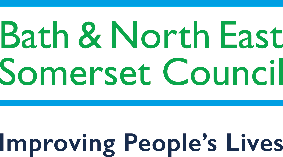 Bath & North East
Somerset Council
Improving People's Lives